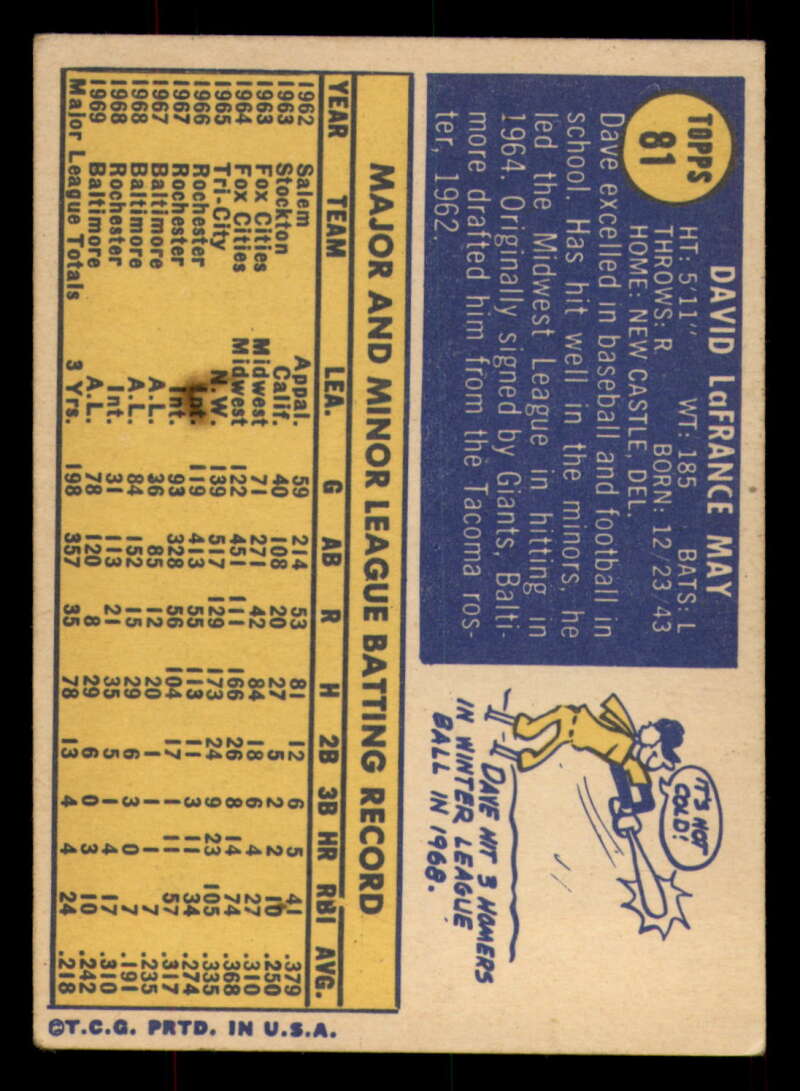 TOPPS
81
DAVID LaFRANCE MAY
HT: 5'11" WT: 185 BATS: L
THROWS: R BORN: 12/23/43
HOME: NEW CASTLE, DEL.
Dave excelled in baseball and football in
school. Has hit well in the minors, he
led the Midwest League in hitting in
1964. Originally signed by Giants, Balti-
more drafted him from the Tacoma ros-
ter, 1962.
IT'S HOT
COLD!
DAVE HIT 3 HOMERS
IN WINTER LEAGUE
BALL IN 1968.
MAJOR AND MINOR LEAGUE BATTING RECORD
YEAR TEAM LEA. G AB R H 2B 3B HR RBI AVG.
1962 Salem Appal. 59 214 53 81 12 6 5 41 .379
1963 Stockton Calif. 40 108 20 27 5 2 2 10 .250
1963 Fox Cities Midwest 71 271 42 84 18 6 4 27 .310
1964 Fox Cities Midwest 122 451 111 166 26 8 14 74 .368
1965 Tri-City N.W. 139 517 129 173 24 9 23 105 .335
1966 Rochester Int. 119 413 55 113 11 3 11 34 .274
1967 Rochester Int. 93 328 56 104 17 1 11 57 .317
1967 Baltimore A.L. 36 85 12 20 1 1 1 7 .235
1968 Baltimore A.L. 84 152 15 29 6 3 0 7 .191
1968 Rochester Int. 31 113 21 35 5 1 4 17 .310
1969 Baltimore A.L. 78 120 8 29 6 0 3 10 .242
Major League Totals 3 Yrs. 198 357 35 78 13 4 4 24 .218
©T.C.G. PRTD. IN U.S.A.